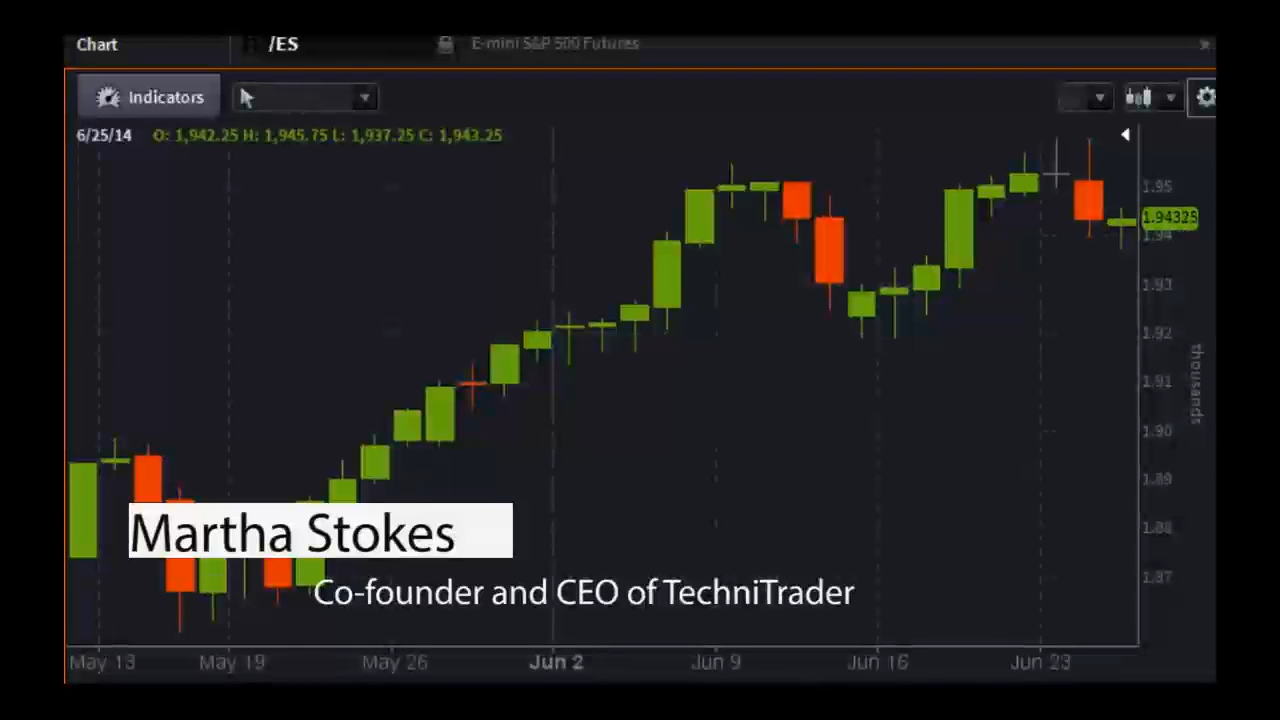 Chart
/ES
E-mini S&P 500 Futures
Indicators
6/25/14 O: 1,942.25 H: 1,945.75 L: 1,937.25 C: 1,943.25
1.95
1.94325
1.94
1.93
1.92
1.91
1.90
1.89
1.88
1.87
thousands
Martha Stokes
Co-founder and CEO of TechniTrader
May 13 May 19 May 26 Jun 2 Jun 9 Jun 16 Jun 23